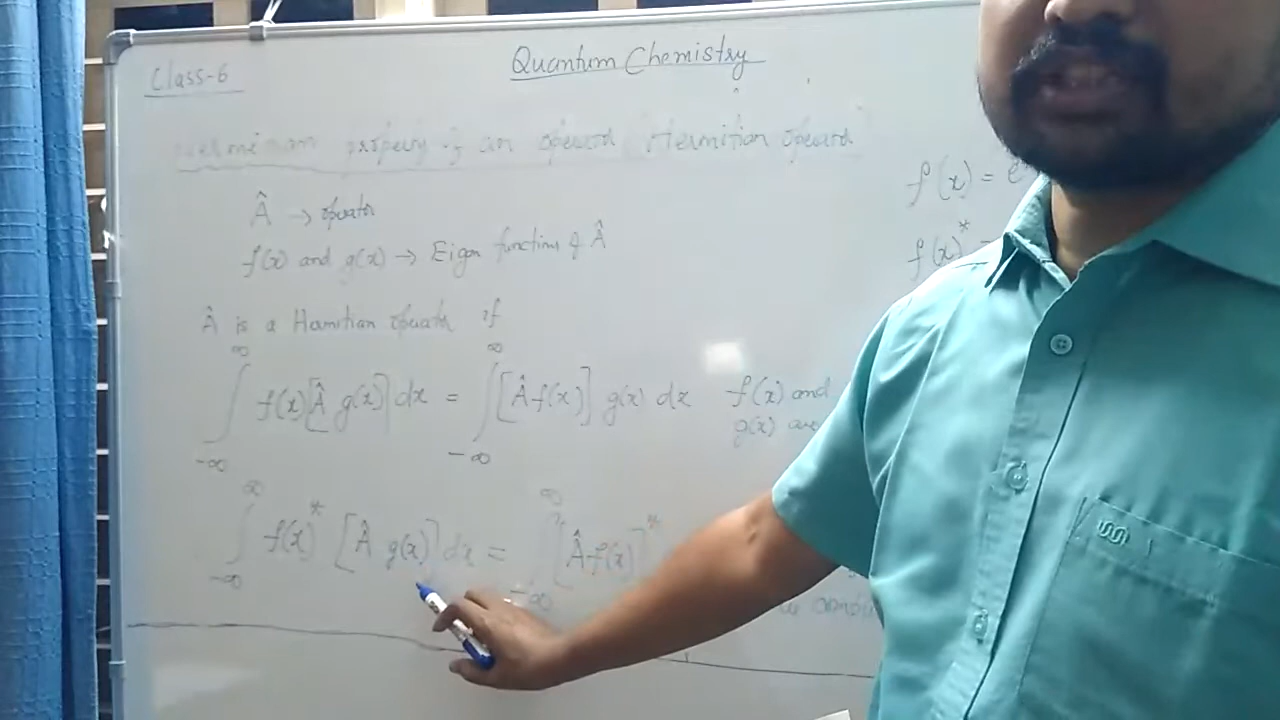 Class-6
Quantum Chemistry
property of an operator Hermitian operator
Â → operator
f(x) and g(x) → Eigen functions of Â
Â is a Hermitian operator if
∞ ∞
∫ f(x)[Â g(x)] dx = ∫ [Â f(x)] g(x) dx
-∞ -∞
f(x) and
g(x) are
∞ ∞
∫ f(x)* [Â g(x)] dx = ∫ [Â f(x)]*
-∞ -∞
f(x) = e
f(x)* =